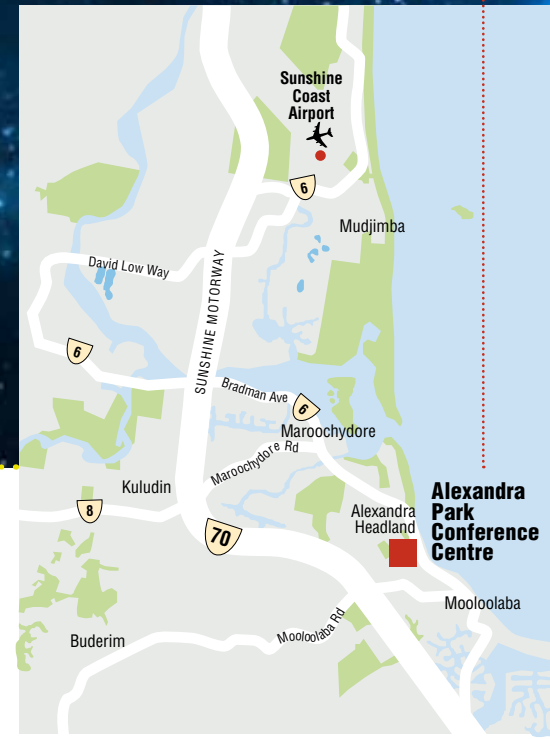 Sunshine
Coast
Airport
6
Mudjimba
David Low Way
SUNSHINE MOTORWAY
6
Bradman Ave
6
Maroochydore
Maroochydore Rd
Kuludin
8
70
Alexandra
Headland
Alexandra
Park
Conference
Centre
Mooloolaba
Mooloolaba Rd
Buderim